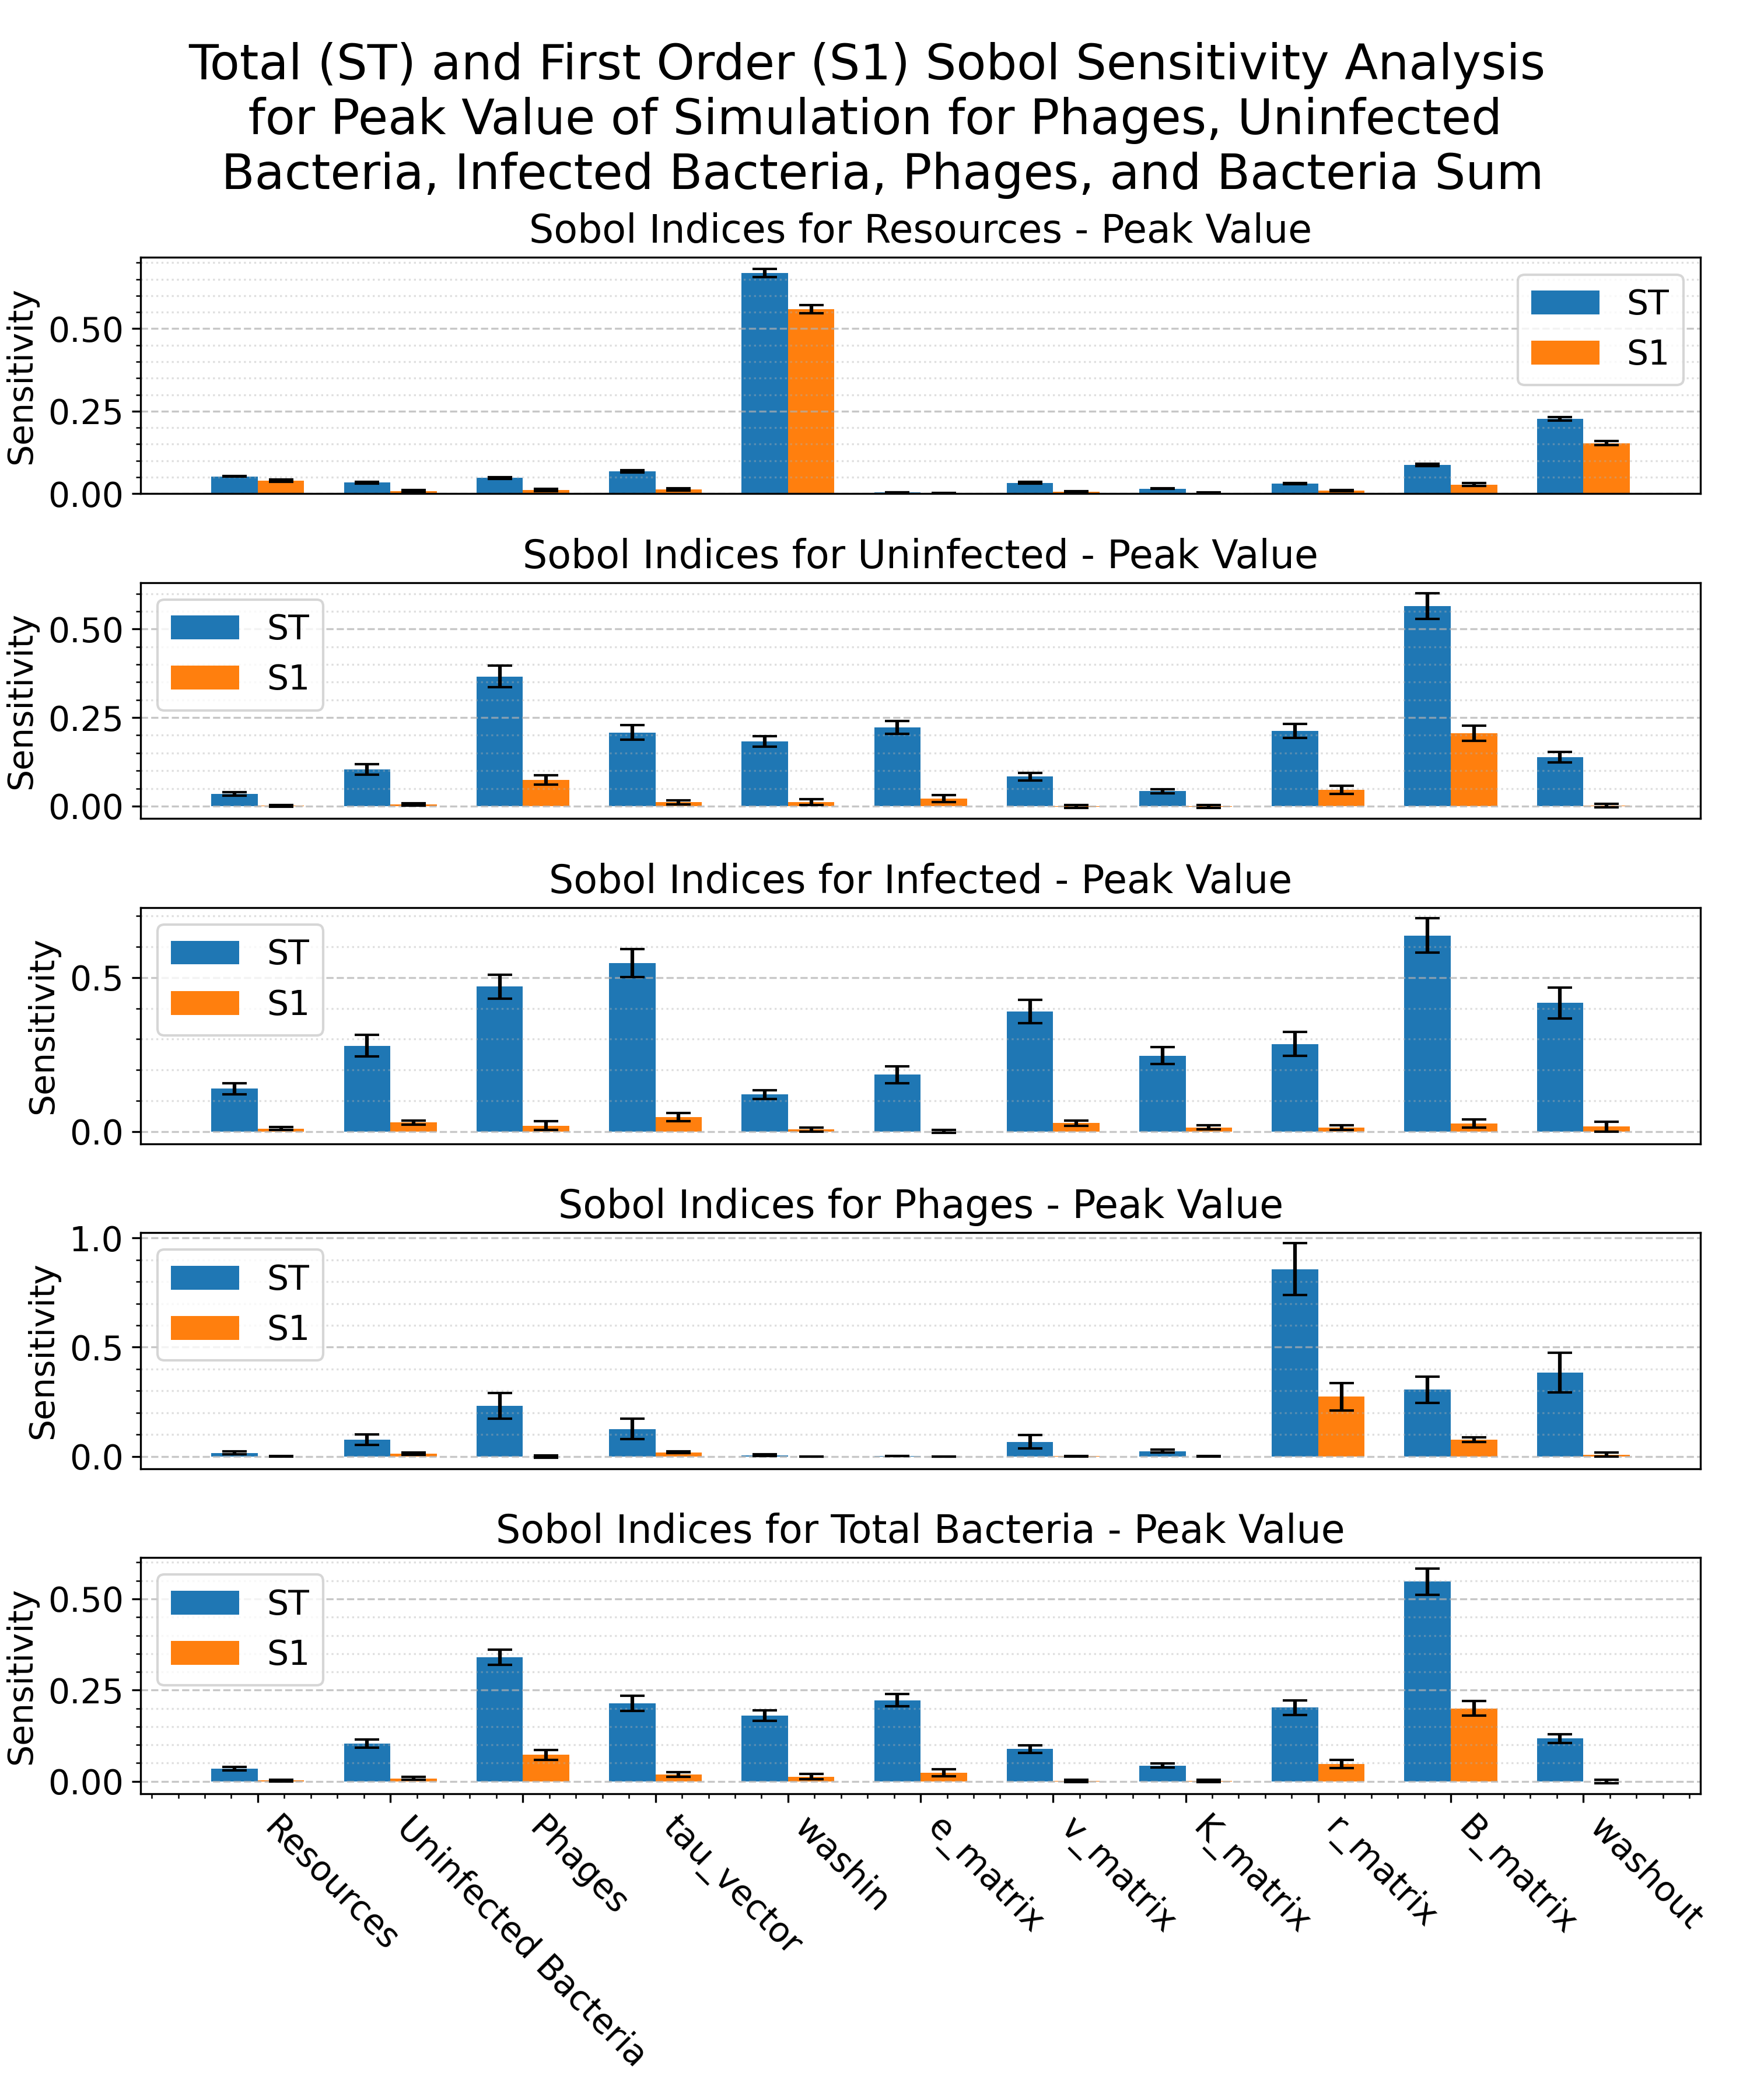 Total (ST) and First Order (S1) Sobol Sensitivity Analysis
for Peak Value of Simulation for Phages, Uninfected
Bacteria, Infected Bacteria, Phages, and Bacteria Sum
Sobol Indices for Resources - Peak Value
Sensitivity
0.50
0.25
0.00
ST
S1
Sobol Indices for Uninfected - Peak Value
Sensitivity
0.50
0.25
0.00
ST
S1
Sobol Indices for Infected - Peak Value
Sensitivity
0.5
0.0
ST
S1
Sobol Indices for Phages - Peak Value
Sensitivity
1.0
0.5
0.0
ST
S1
Sobol Indices for Total Bacteria - Peak Value
Sensitivity
0.50
0.25
0.00
ST
S1
Resources
Uninfected Bacteria
Phages
tau_vector
washin
e_matrix
v_matrix
K_matrix
r_matrix
B_matrix
washout